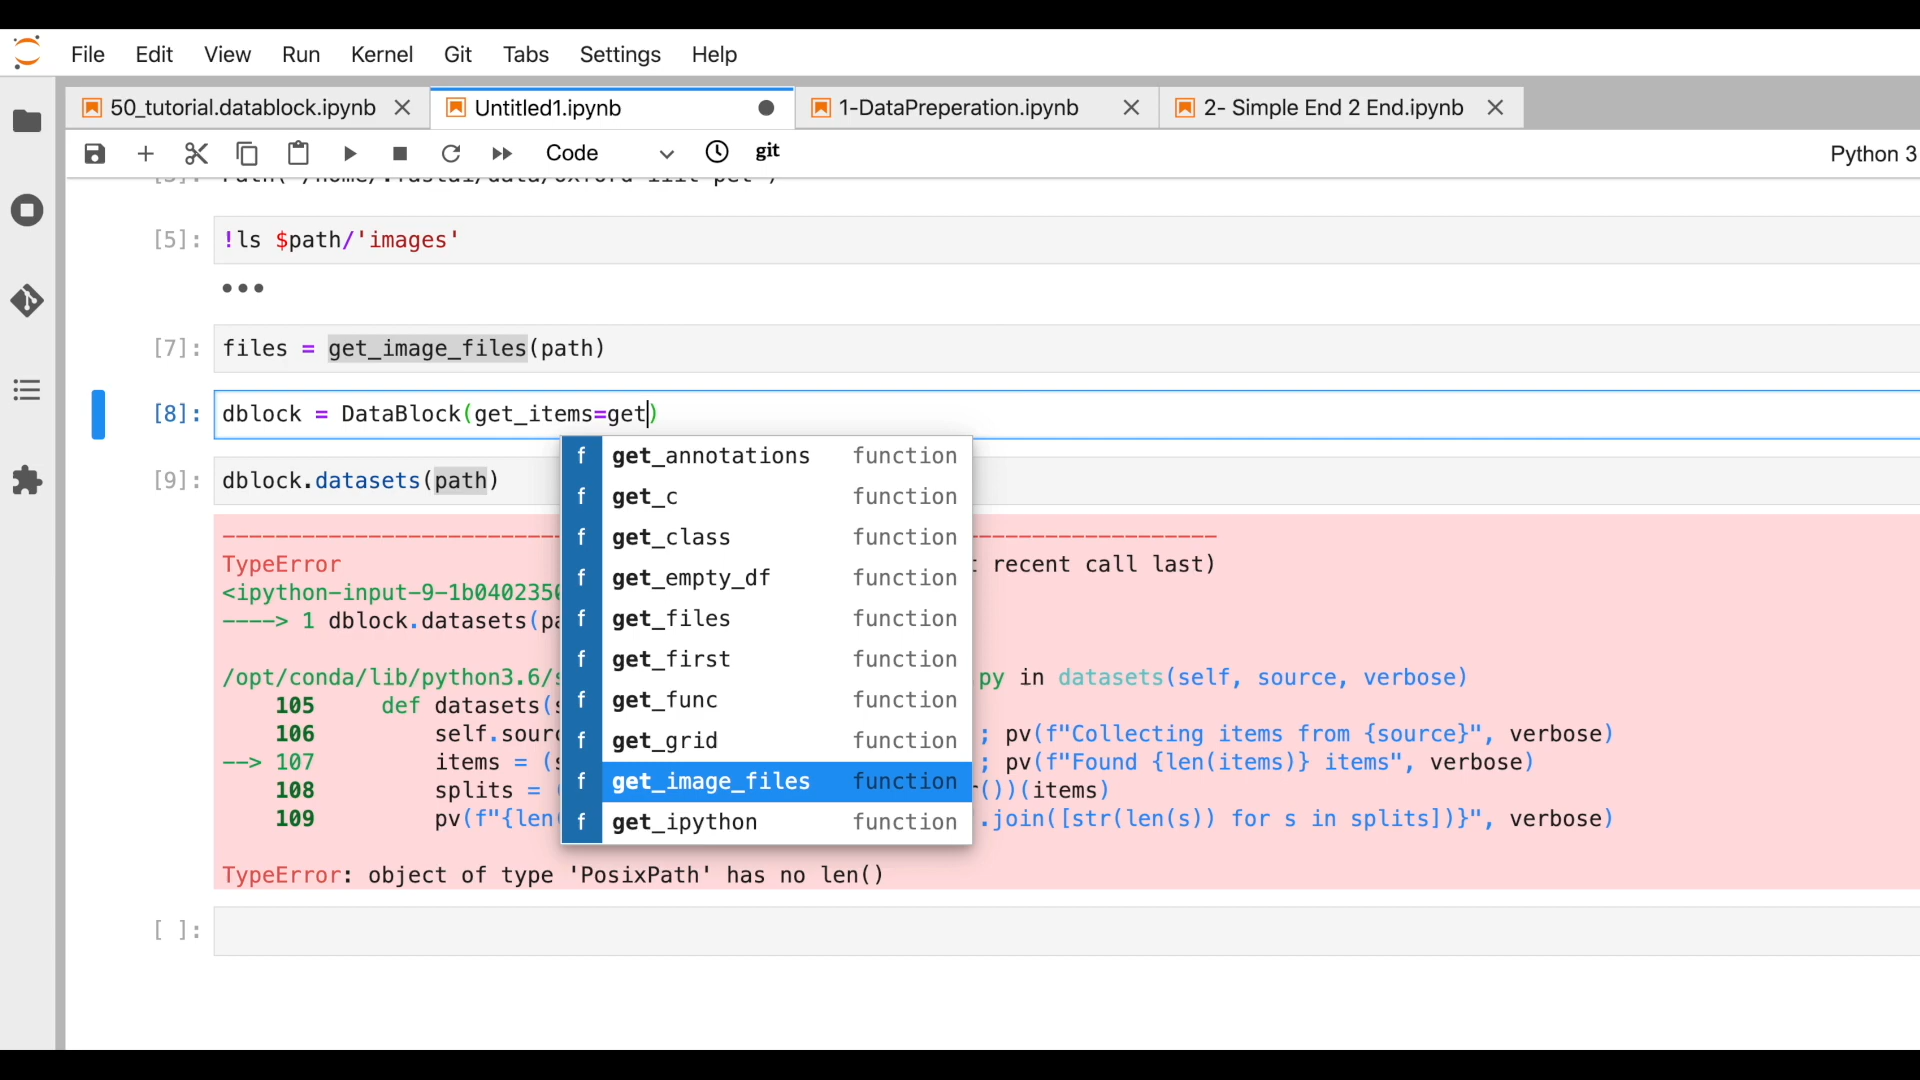 File Edit View Run Kernel Git Tabs Settings Help
50_tutorial.datablock.ipynb Untitled1.ipynb 1-DataPreperation.ipynb 2- Simple End 2 End.ipynb
Code git Python 3
[5]: !ls $path/'images'
[7]: files = get_image_files(path)
[8]: dblock = DataBlock(get_items=get)
f get_annotations function
f get_c function
f get_class function
f get_empty_df function
f get_files function
f get_first function
f get_func function
f get_grid function
f get_image_files function
f get_ipython function
[9]: dblock.datasets(path)
TypeError recent call last)
<ipython-input-9-1b0402350
----> 1 dblock.datasets(pa
/opt/conda/lib/python3.6/s .py in datasets(self, source, verbose)
105 def datasets(s
106 self.sourc ; pv(f"Collecting items from {source}", verbose)
--> 107 items = (s ; pv(f"Found {len(items)} items", verbose)
108 splits = ( ())(items)
109 pv(f"{len( .join([str(len(s)) for s in splits])}", verbose)
TypeError: object of type 'PosixPath' has no len()
[ ]: